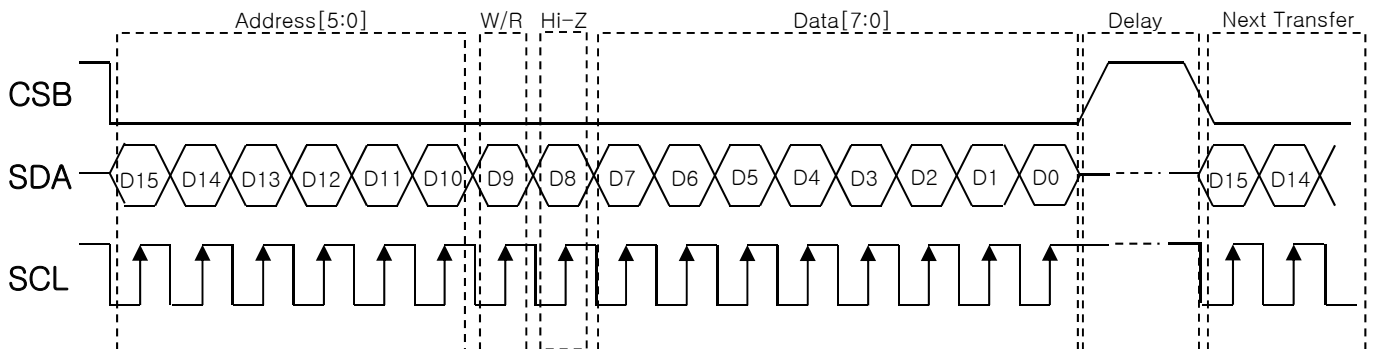 Address[5:0] W/R Hi-Z Data[7:0] Delay Next Transfer
CSB
SDA D15 D14 D13 D12 D11 D10 D9 D8 D7 D6 D5 D4 D3 D2 D1 D0 D15 D14
SCL